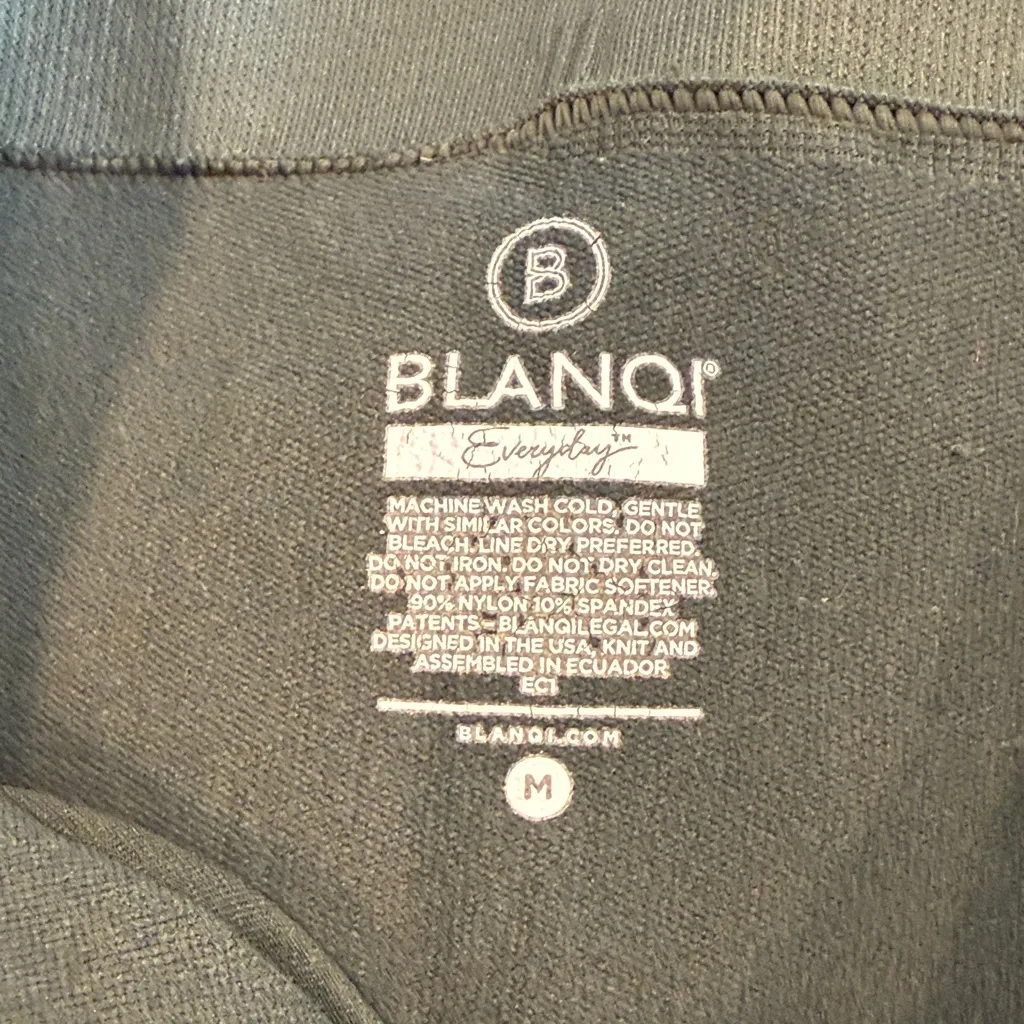 B
BLANQI®
Everyday™
MACHINE WASH COLD, GENTLE
WITH SIMILAR COLORS. DO NOT
BLEACH. LINE DRY PREFERRED.
DO NOT IRON. DO NOT DRY CLEAN.
DO NOT APPLY FABRIC SOFTENER.
90% NYLON 10% SPANDEX
PATENTS - BLANQILEGAL.COM
DESIGNED IN THE USA, KNIT AND
ASSEMBLED IN ECUADOR
EC1
BLANQI.COM
M